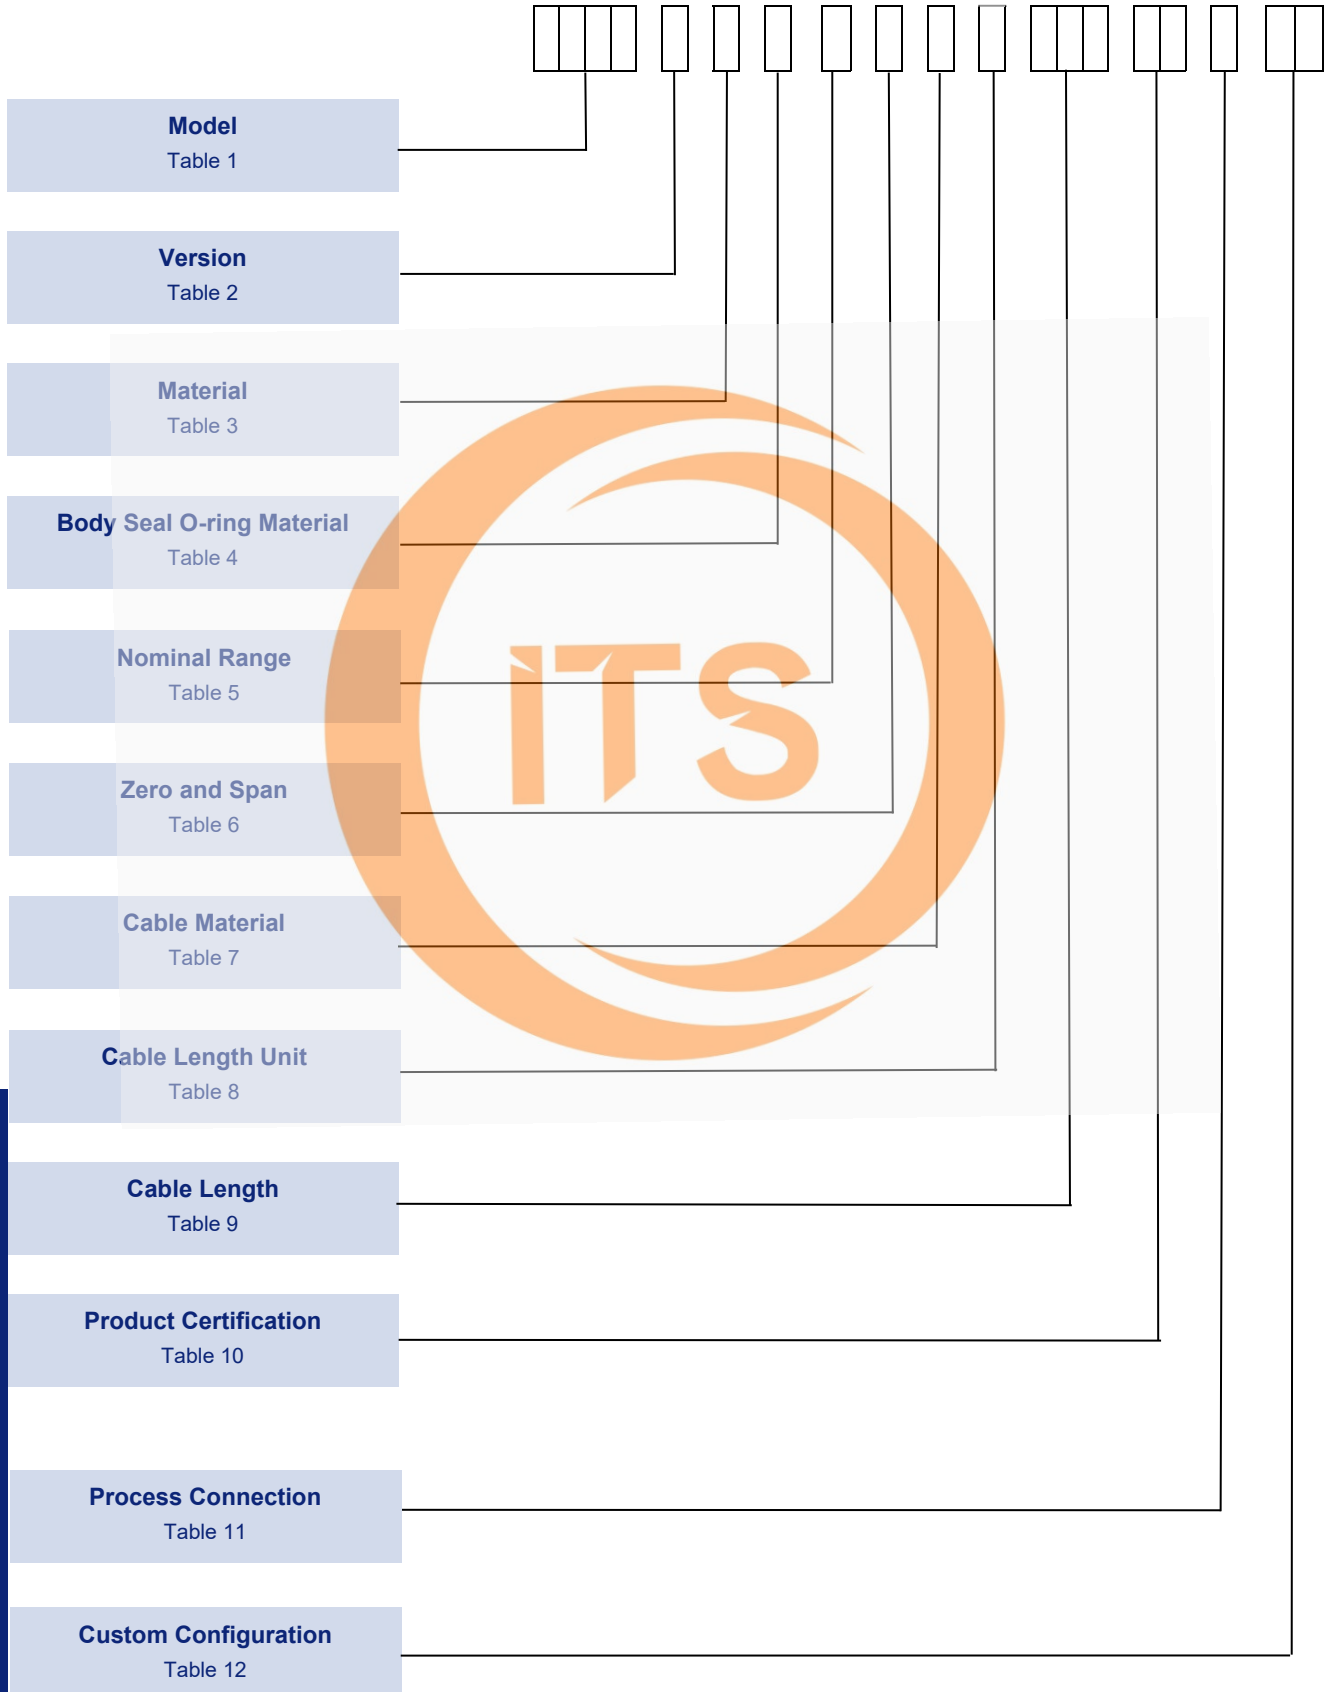 Model
Table 1
Version
Table 2
Material
Table 3
Body Seal O-ring Material
Table 4
Nominal Range
Table 5
ITS
Zero and Span
Table 6
Cable Material
Table 7
Cable Length Unit
Table 8
Cable Length
Table 9
Product Certification
Table 10
Process Connection
Table 11
Custom Configuration
Table 12